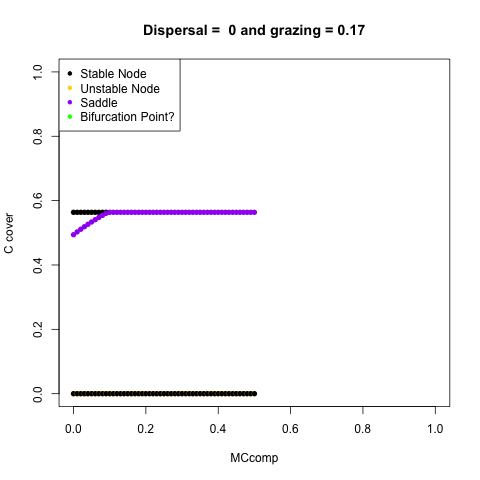 Dispersal =  0 and grazing = 0.17
Stable Node
Unstable Node
Saddle
Bifurcation Point?
1.0
0.8
0.6
0.4
0.2
0.0
C cover
0.0 0.2 0.4 0.6 0.8 1.0
MCcomp